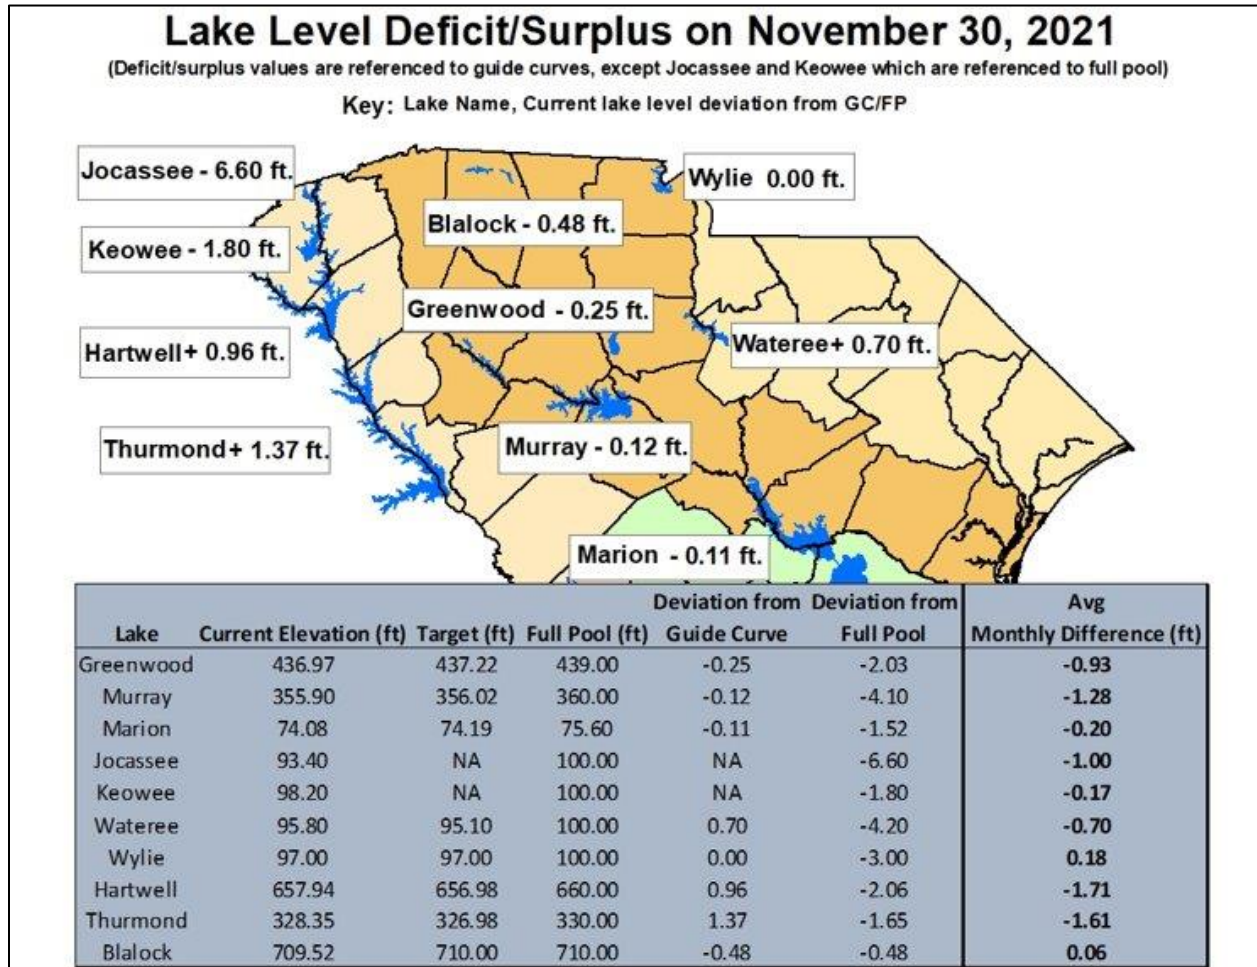 Lake Level Deficit/Surplus on November 30, 2021
(Deficit/surplus values are referenced to guide curves, except Jocassee and Keowee which are referenced to full pool)
Key: Lake Name, Current lake level deviation from GC/FP
Jocassee - 6.60 ft.
Wylie 0.00 ft.
Blalock - 0.48 ft.
Keowee - 1.80 ft.
Greenwood - 0.25 ft.
Hartwell+ 0.96 ft.
Wateree+ 0.70 ft.
Thurmond+ 1.37 ft.
Murray - 0.12 ft.
Marion - 0.11 ft.
Deviation from Deviation from Avg
Lake Current Elevation (ft) Target (ft) Full Pool (ft) Guide Curve Full Pool Monthly Difference (ft)
Greenwood 436.97 437.22 439.00 -0.25 -2.03 -0.93
Murray 355.90 356.02 360.00 -0.12 -4.10 -1.28
Marion 74.08 74.19 75.60 -0.11 -1.52 -0.20
Jocassee 93.40 NA 100.00 NA -6.60 -1.00
Keowee 98.20 NA 100.00 NA -1.80 -0.17
Wateree 95.80 95.10 100.00 0.70 -4.20 -0.70
Wylie 97.00 97.00 100.00 0.00 -3.00 0.18
Hartwell 657.94 656.98 660.00 0.96 -2.06 -1.71
Thurmond 328.35 326.98 330.00 1.37 -1.65 -1.61
Blalock 709.52 710.00 710.00 -0.48 -0.48 0.06